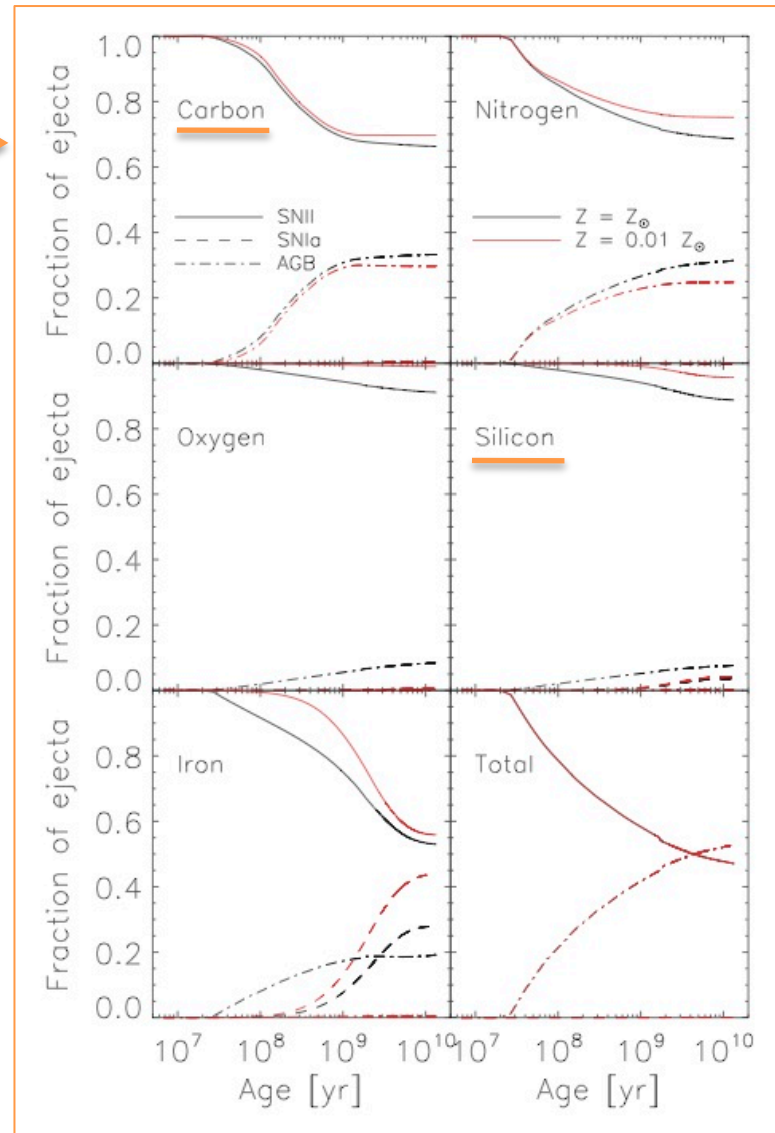 Fraction of ejecta
1.0
0.8
0.6
0.4
0.2
0.0
Carbon
SNII
SNIa
AGB
Nitrogen
Z = Z⊙
Z = 0.01 Z⊙
Fraction of ejecta
0.8
0.6
0.4
0.2
0.0
Oxygen
Silicon
Fraction of ejecta
0.8
0.6
0.4
0.2
0.0
Iron
Total
10⁷ 10⁸ 10⁹ 10¹⁰
10⁷ 10⁸ 10⁹ 10¹⁰
Age [yr]
Age [yr]